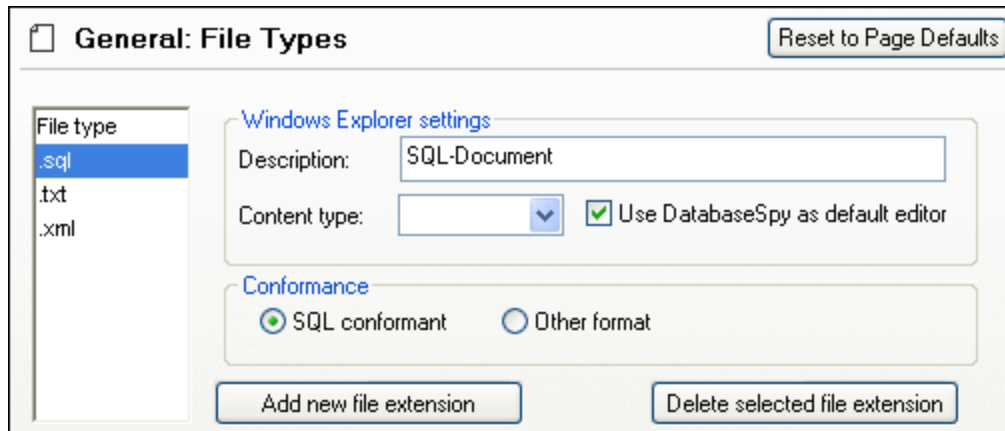 General: File Types
Reset to Page Defaults
File type
.sql
.txt
.xml
Windows Explorer settings
Description: SQL-Document
Content type: Use DatabaseSpy as default editor
Conformance
SQL conformant Other format
Add new file extension Delete selected file extension